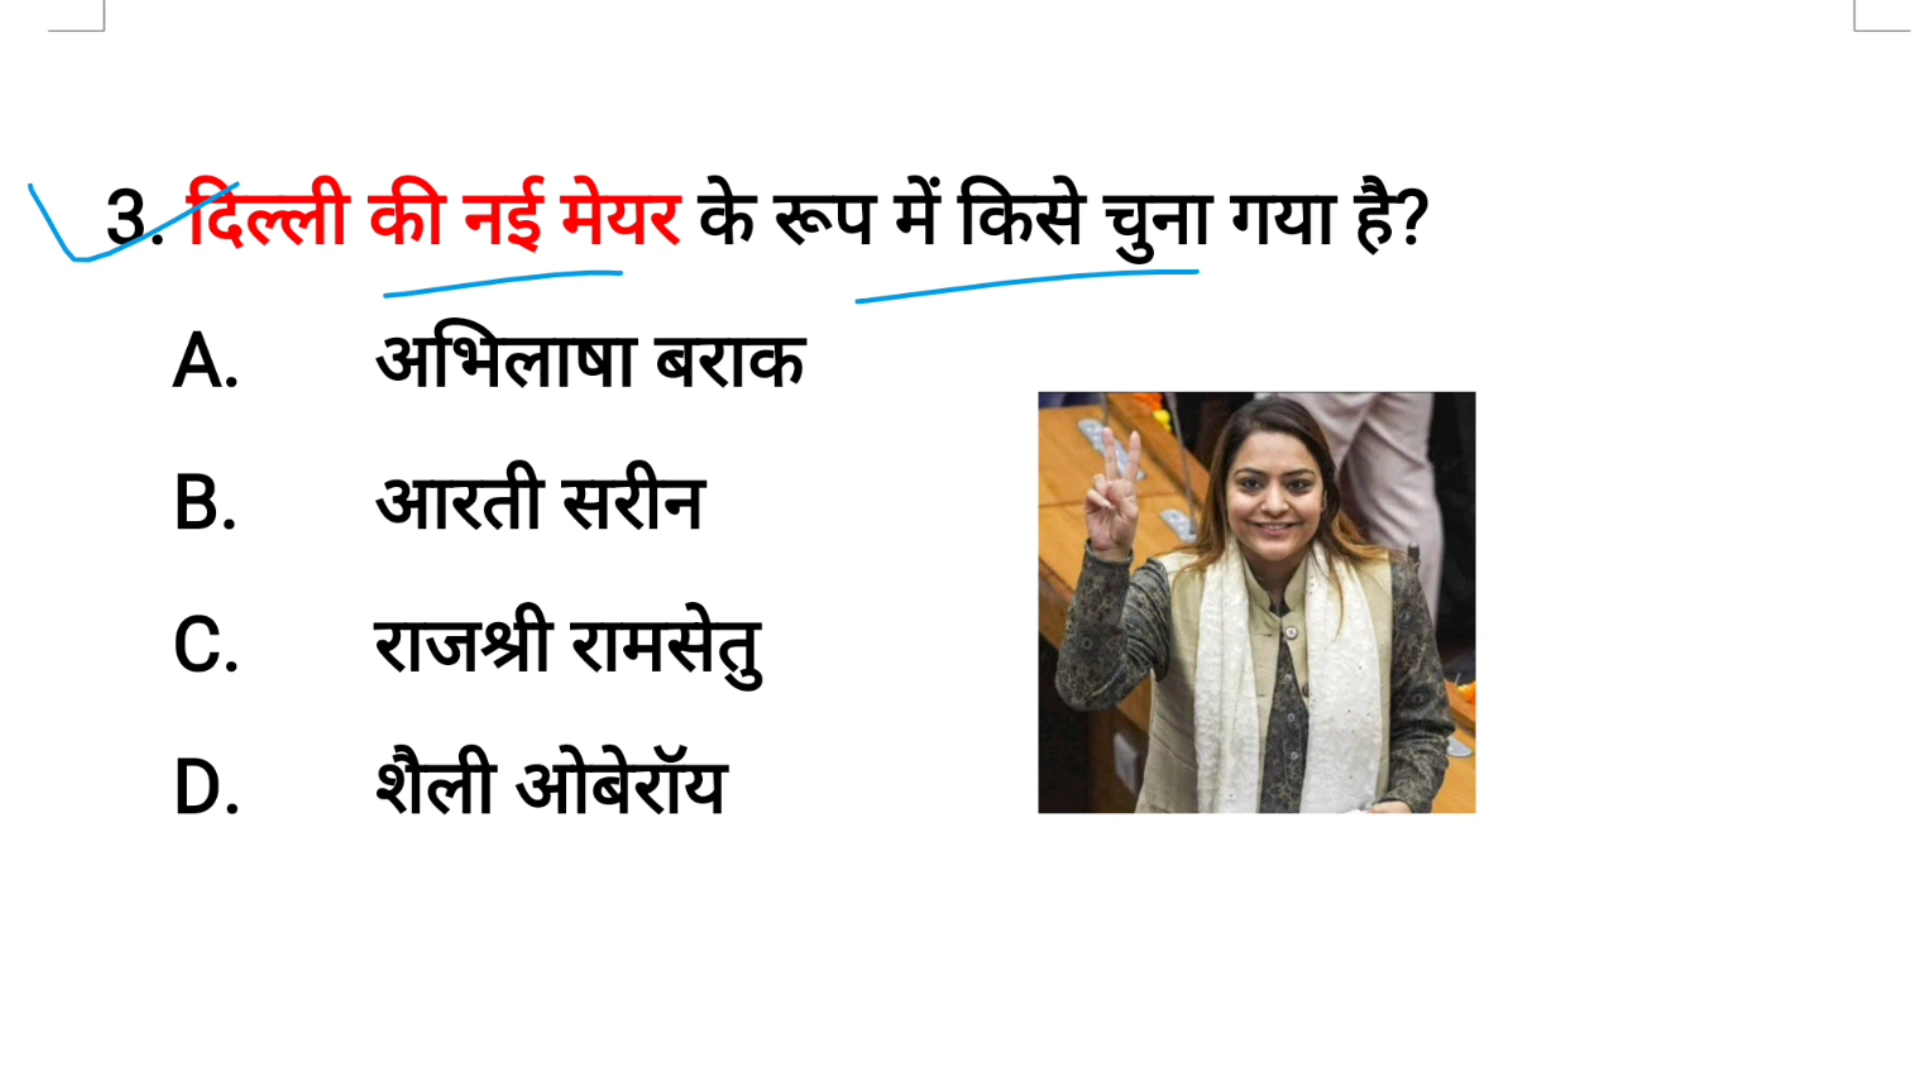 3. दिल्ली की नई मेयर के रूप में किसे चुना गया है?
A. अभिलाषा बराक
B. आरती सरीन
C. राजश्री रामसेतु
D. शैली ओबेरॉय